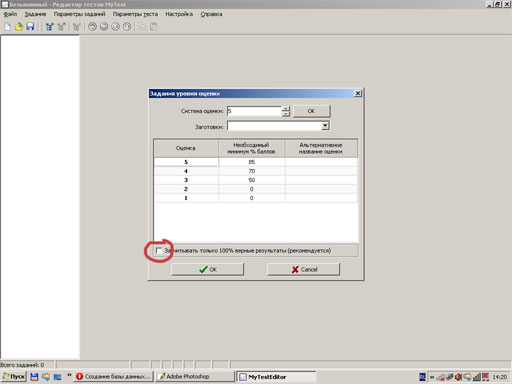 Безымянный - Редактор тестов MyTest
Файл Задание Параметры заданий Параметры теста Настройка Справка
Задания уровня оценки
Система оценки: 5 OK
Заготовки:
Оценка Необходимый минимум % баллов Альтернативное название оценки
5 85
4 70
3 50
2 0
1 0
Засчитывать только 100% верные результаты (рекомендуется)
OK Cancel
Всего заданий: 0
Пуск Создание базы данных... Adobe Photoshop MyTestEditor 14:20